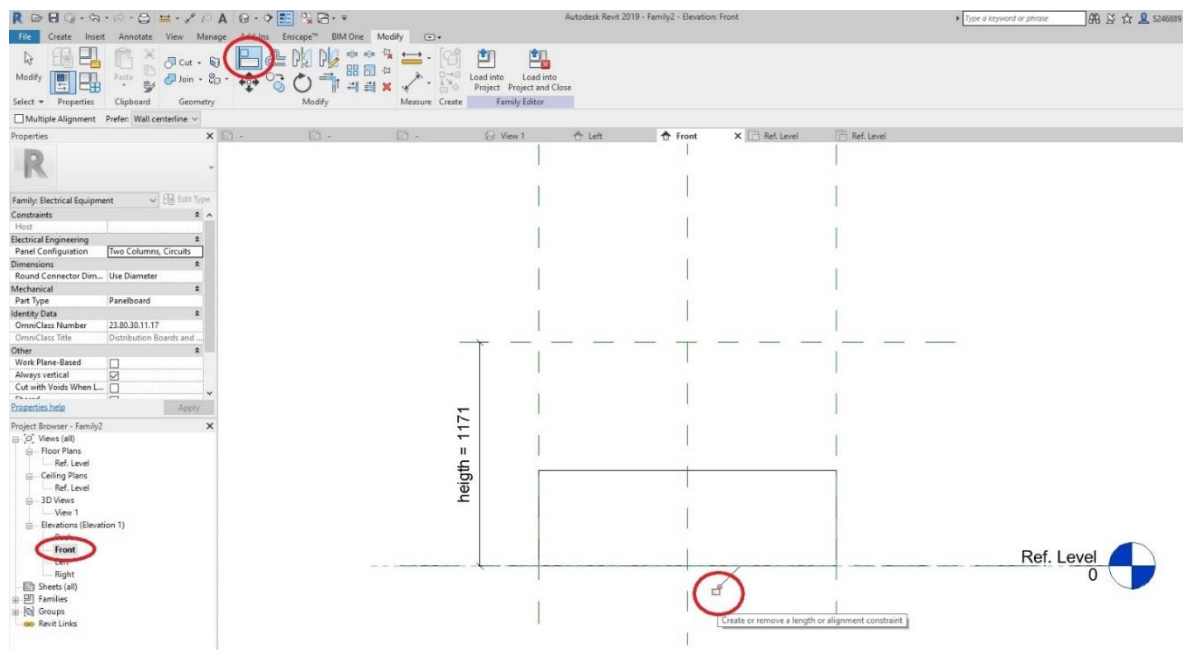 Autodesk Revit 2019 - Family2 - Elevation: Front
Type a keyword or phrase
S246889
File Create Insert Annotate View Manage Add-Ins Enscape™ BIM One Modify
Modify
Paste
Cut
Join
Load into Project
Load into Project and Close
Select Properties Clipboard Geometry Modify Measure Create Family Editor
Multiple Alignment Prefer: Wall centerline
Properties
View 1 Left Front Ref. Level Ref. Level
R
Family: Electrical Equipment Edit Type
Constraints
Host
Electrical Engineering
Panel Configuration Two Columns, Circuits
Dimensions
Round Connector Dim... Use Diameter
Mechanical
Part Type Panelboard
Identity Data
OmniClass Number 23.80.30.11.17
OmniClass Title Distribution Boards and ...
Other
Work Plane-Based
Always vertical
Cut with Voids When L...
Properties help Apply
Project Browser - Family2
Views (all)
Floor Plans
Ref. Level
Ceiling Plans
Ref. Level
3D Views
View 1
Elevations (Elevation 1)
Front
Left
Right
Sheets (all)
Families
Groups
Revit Links
heigth = 1171
Ref. Level
0
Create or remove a length or alignment constraint